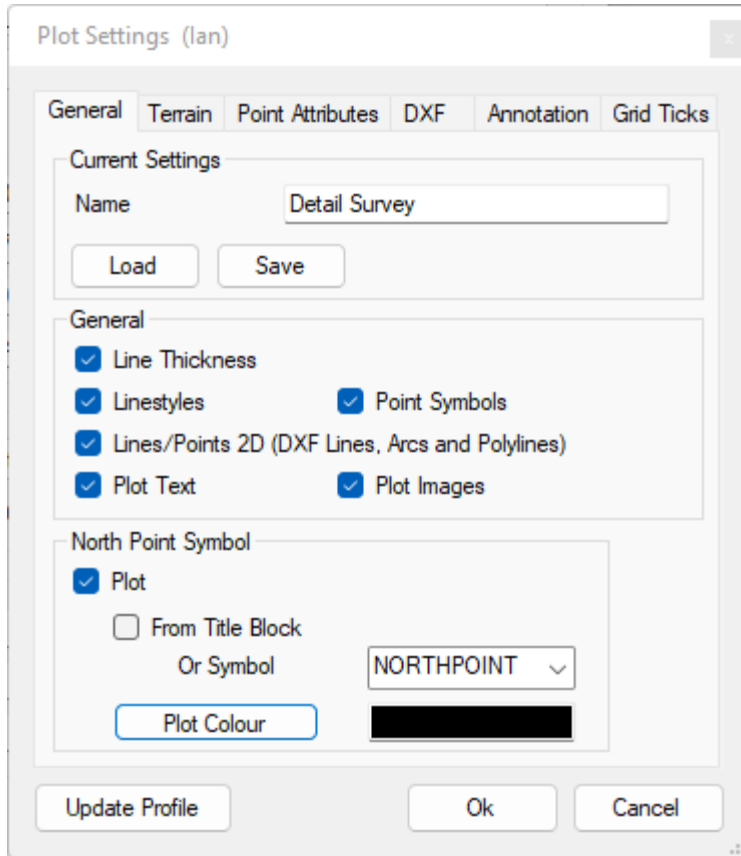 Plot Settings (Ian)
General Terrain Point Attributes DXF Annotation Grid Ticks
Current Settings
Name Detail Survey
Load Save
General
Line Thickness
Linestyles Point Symbols
Lines/Points 2D (DXF Lines, Arcs and Polylines)
Plot Text Plot Images
North Point Symbol
Plot
From Title Block
Or Symbol NORTHPOINT
Plot Colour
Update Profile Ok Cancel